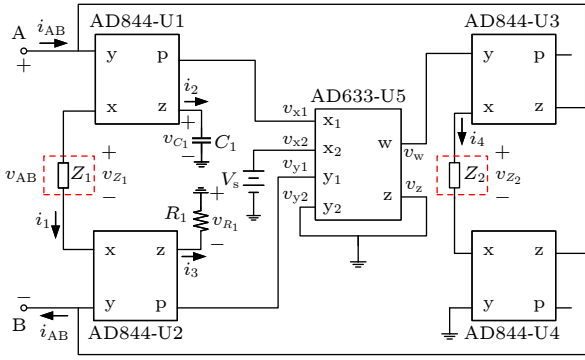 AD844-U1
AD844-U3
A
i_AB
+
y
p
y
p
AD633-U5
i_2
x
z
v_x1
x_1
w
v_w
x
z
+
v_C1
C_1
−
v_x2
x_2
i_4
+
v_AB
Z_1
v_Z1
−
V_s
v_y1
y_1
v_z
Z_2
+
v_Z2
−
i_1
R_1
+
v_R1
−
v_y2
y_2
z
x
z
i_3
x
z
−
B
i_AB
y
p
y
p
AD844-U2
AD844-U4